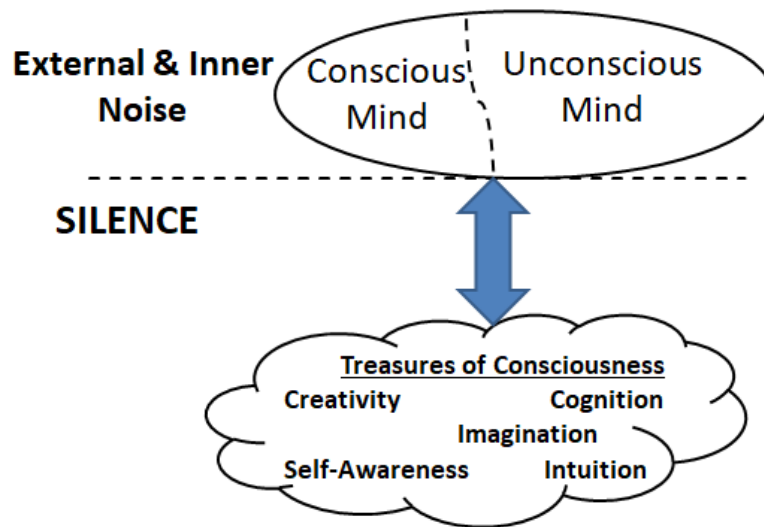 External & Inner
Noise
Conscious
Mind
Unconscious
Mind
SILENCE
Treasures of Consciousness
Creativity Cognition
Imagination
Self-Awareness Intuition